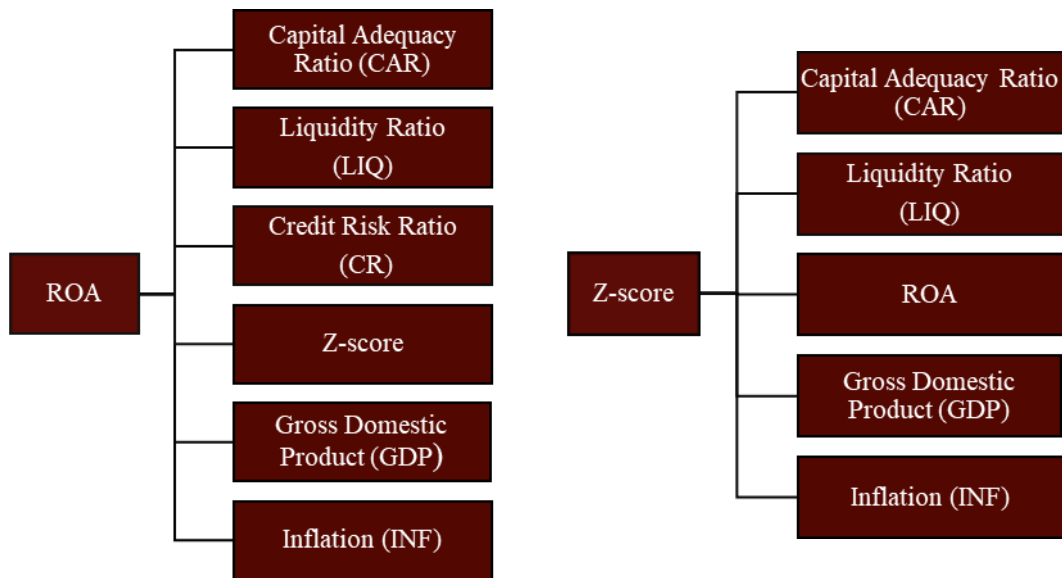 ROA
Capital Adequacy
Ratio (CAR)
Liquidity Ratio
(LIQ)
Credit Risk Ratio
(CR)
Z-score
Gross Domestic
Product (GDP)
Inflation (INF)
Z-score
Capital Adequacy Ratio
(CAR)
Liquidity Ratio
(LIQ)
ROA
Gross Domestic
Product (GDP)
Inflation (INF)